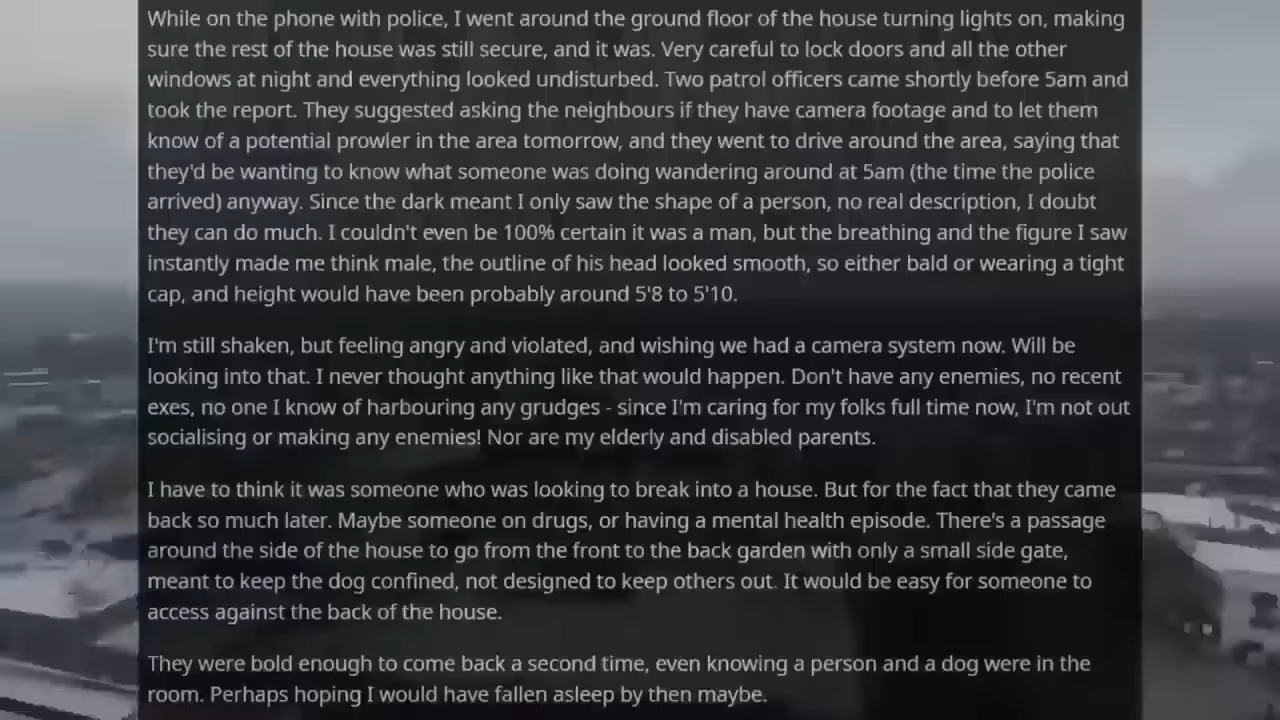 While on the phone with police, I went around the ground floor of the house turning lights on, making
sure the rest of the house was still secure, and it was. Very careful to lock doors and all the other
windows at night and everything looked undisturbed. Two patrol officers came shortly before 5am and
took the report. They suggested asking the neighbours if they have camera footage and to let them
know of a potential prowler in the area tomorrow, and they went to drive around the area, saying that
they'd be wanting to know what someone was doing wandering around at 5am (the time the police
arrived) anyway. Since the dark meant I only saw the shape of a person, no real description, I doubt
they can do much. I couldn't even be 100% certain it was a man, but the breathing and the figure I saw
instantly made me think male, the outline of his head looked smooth, so either bald or wearing a tight
cap, and height would have been probably around 5'8 to 5'10.
I'm still shaken, but feeling angry and violated, and wishing we had a camera system now. Will be
looking into that. I never thought anything like that would happen. Don't have any enemies, no recent
exes, no one I know of harbouring any grudges - since I'm caring for my folks full time now, I'm not out
socialising or making any enemies! Nor are my elderly and disabled parents.
I have to think it was someone who was looking to break into a house. But for the fact that they came
back so much later. Maybe someone on drugs, or having a mental health episode. There's a passage
around the side of the house to go from the front to the back garden with only a small side gate,
meant to keep the dog confined, not designed to keep others out. It would be easy for someone to
access against the back of the house.
They were bold enough to come back a second time, even knowing a person and a dog were in the
room. Perhaps hoping I would have fallen asleep by then maybe.